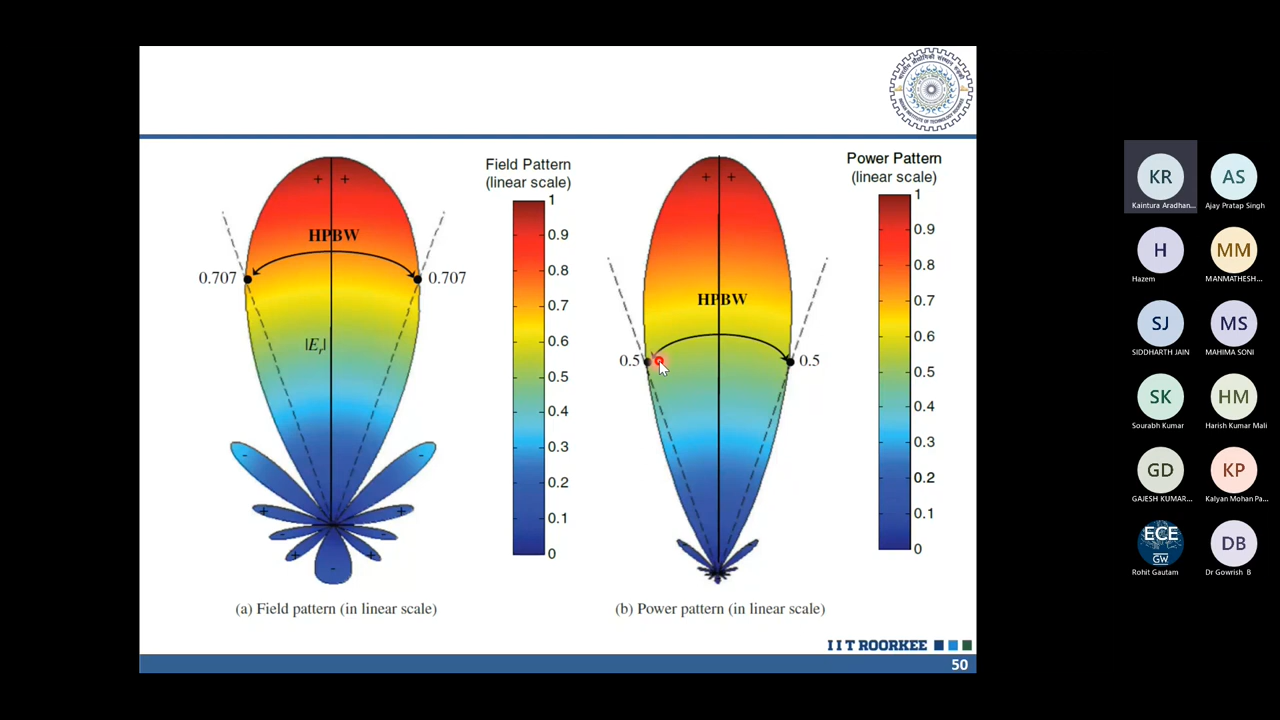 Field Pattern
(linear scale)
1
0.9
0.8
0.7
0.6
0.5
0.4
0.3
0.2
0.1
0
+ +
HPBW
0.707
0.707
|Er|
-
-
+
+
-
-
+
+
-
(a) Field pattern (in linear scale)
Power Pattern
(linear scale)
1
0.9
0.8
0.7
0.6
0.5
0.4
0.3
0.2
0.1
0
+ +
HPBW
0.5
0.5
(b) Power pattern (in linear scale)
IIT ROORKEE
50
KR
Kaintura Aradhan...
AS
Ajay Pratap Singh
H
Hazem
MM
MANMATHESH...
SJ
SIDDHARTH JAIN
MS
MAHIMA SONI
SK
Sourabh Kumar
HM
Harish Kumar Mali
GD
GAJESH KUMAR...
KP
Kalyan Mohan Pa...
ECE
GW
Rohit Gautam
DB
Dr Gowrish B